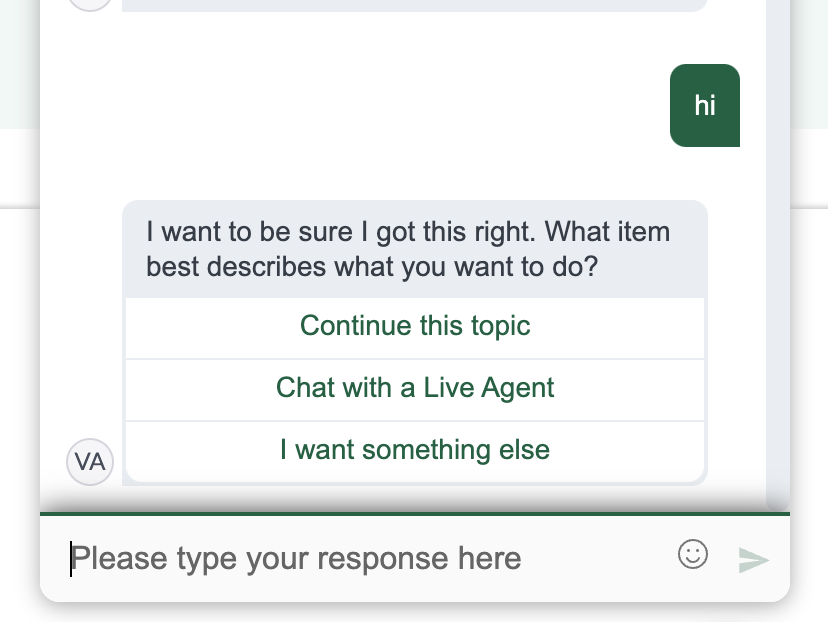 hi
I want to be sure I got this right. What item
best describes what you want to do?
Continue this topic
Chat with a Live Agent
I want something else
VA
Please type your response here